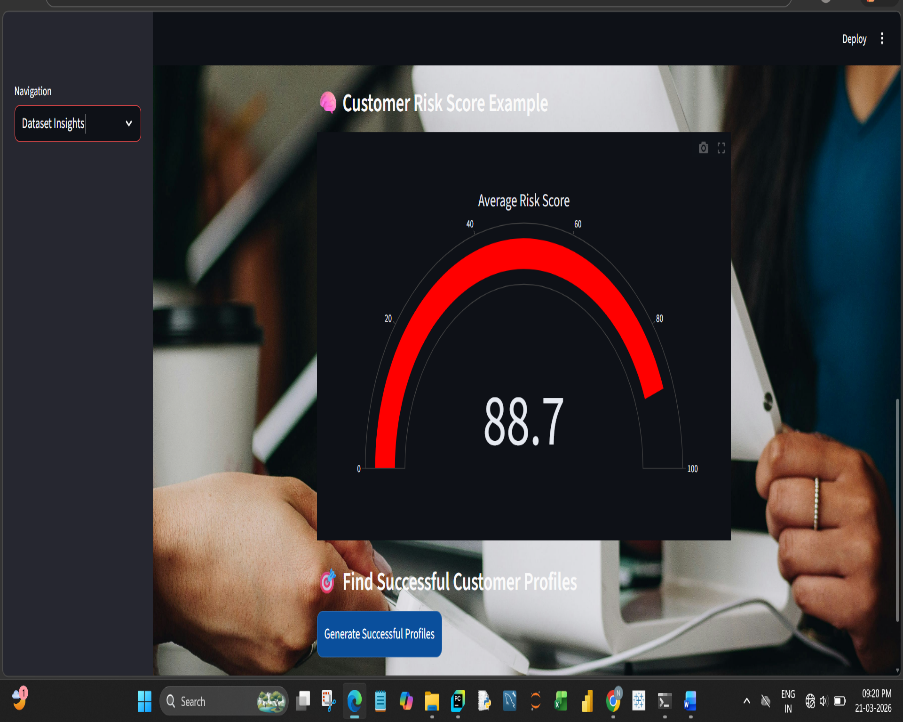 Deploy
Navigation
Dataset Insights
Customer Risk Score Example
Average Risk Score
0
20
40
60
80
100
88.7
Find Successful Customer Profiles
Generate Successful Profiles
1
Search
ENG
IN
09:20 PM
21-03-2026